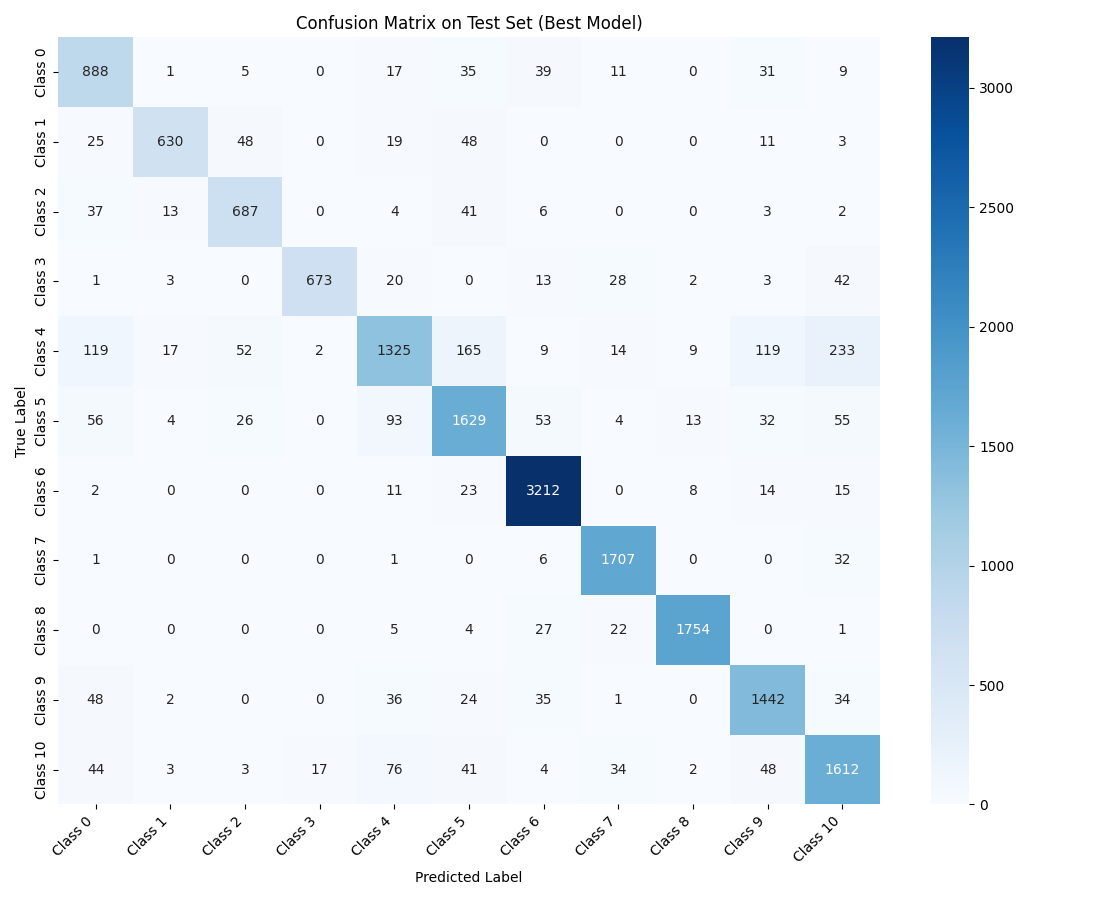 Confusion Matrix on Test Set (Best Model)
True Label
Class 0 888 1 5 0 17 35 39 11 0 31 9
Class 1 25 630 48 0 19 48 0 0 0 11 3
Class 2 37 13 687 0 4 41 6 0 0 3 2
Class 3 1 3 0 673 20 0 13 28 2 3 42
Class 4 119 17 52 2 1325 165 9 14 9 119 233
Class 5 56 4 26 0 93 1629 53 4 13 32 55
Class 6 2 0 0 0 11 23 3212 0 8 14 15
Class 7 1 0 0 0 1 0 6 1707 0 0 32
Class 8 0 0 0 0 5 4 27 22 1754 0 1
Class 9 48 2 0 0 36 24 35 1 0 1442 34
Class 10 44 3 3 17 76 41 4 34 2 48 1612
Class 0 Class 1 Class 2 Class 3 Class 4 Class 5 Class 6 Class 7 Class 8 Class 9 Class 10
Predicted Label
3000
2500
2000
1500
1000
500
0